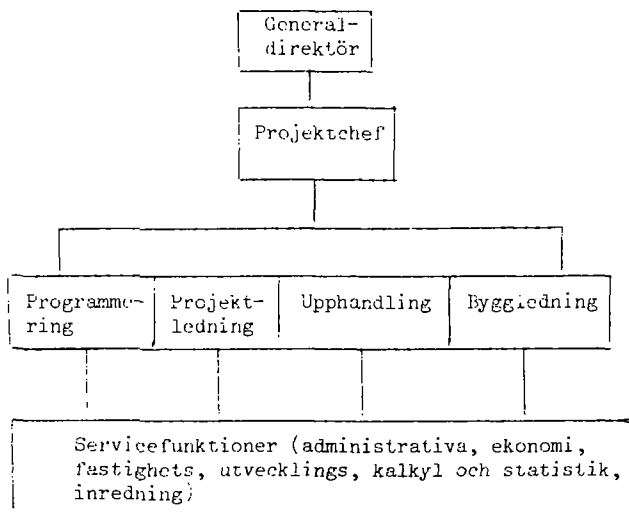 General-
direktör
Projektchef
Programme-
ring
Projekt-
ledning
Upphandling
Byggledning
Servicefunktioner (administrativa, ekonomi,
fastighets, utvecklings, kalkyl och statistik,
inredning)